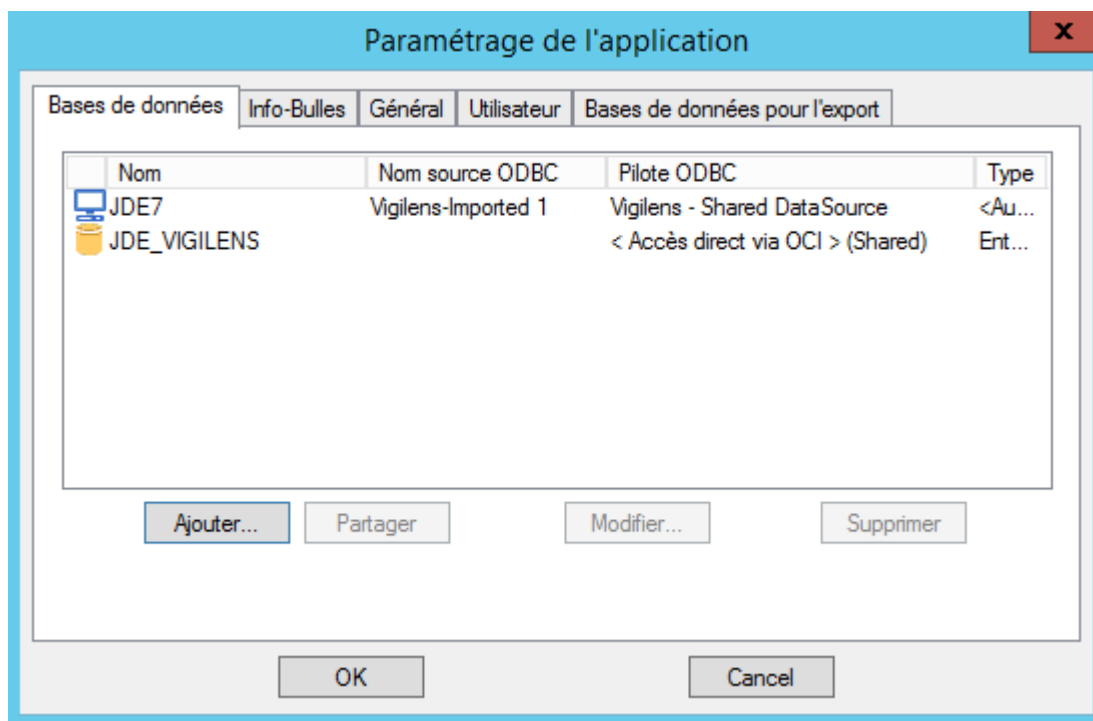 Paramétrage de l'application
x
Bases de données Info-Bulles Général Utilisateur Bases de données pour l'export
Nom Nom source ODBC Pilote ODBC Type
JDE7 Vigilens-Imported 1 Vigilens - Shared DataSource <Au...
JDE_VIGILENS < Accès direct via OCI > (Shared) Ent...
Ajouter... Partager Modifier... Supprimer
OK Cancel